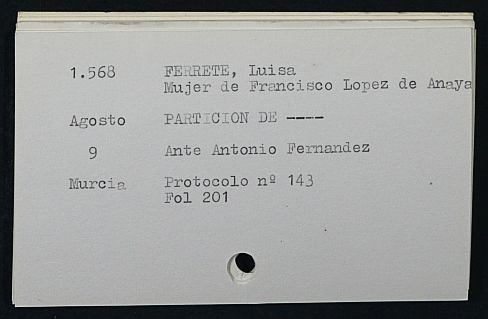 1.568 FERRETE, Luisa
Mujer de Francisco Lopez de Anaya
Agosto PARTICION DE ----
9 Ante Antonio Fernandez
Murcia Protocolo nº 143
Fol 201